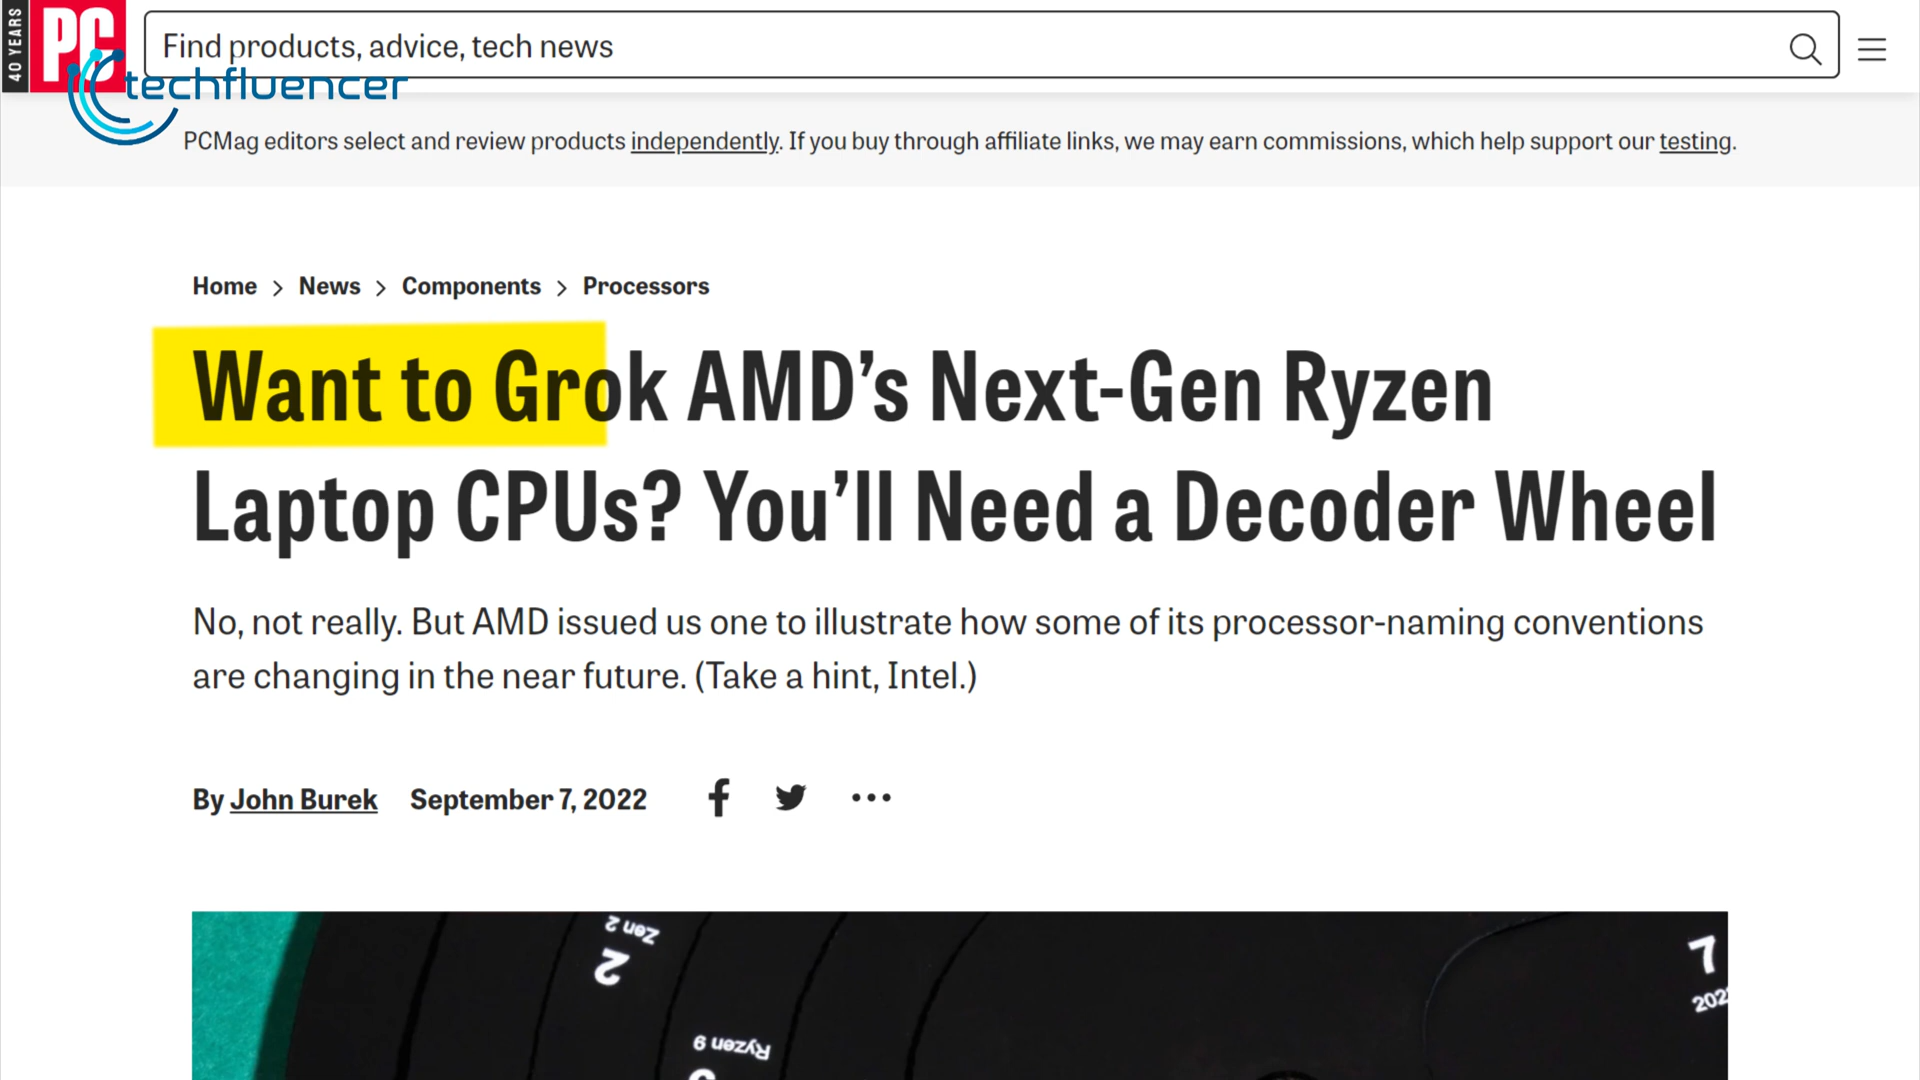 40 YEARS
PC
Find products, advice, tech news
techfluencer
PCMag editors select and review products independently. If you buy through affiliate links, we may earn commissions, which help support our testing.
Home > News > Components > Processors
Want to Grok AMD’s Next-Gen Ryzen
Laptop CPUs? You’ll Need a Decoder Wheel
No, not really. But AMD issued us one to illustrate how some of its processor-naming conventions
are changing in the near future. (Take a hint, Intel.)
By John Burek September 7, 2022
Zen 2
2
7
Ryzen 9